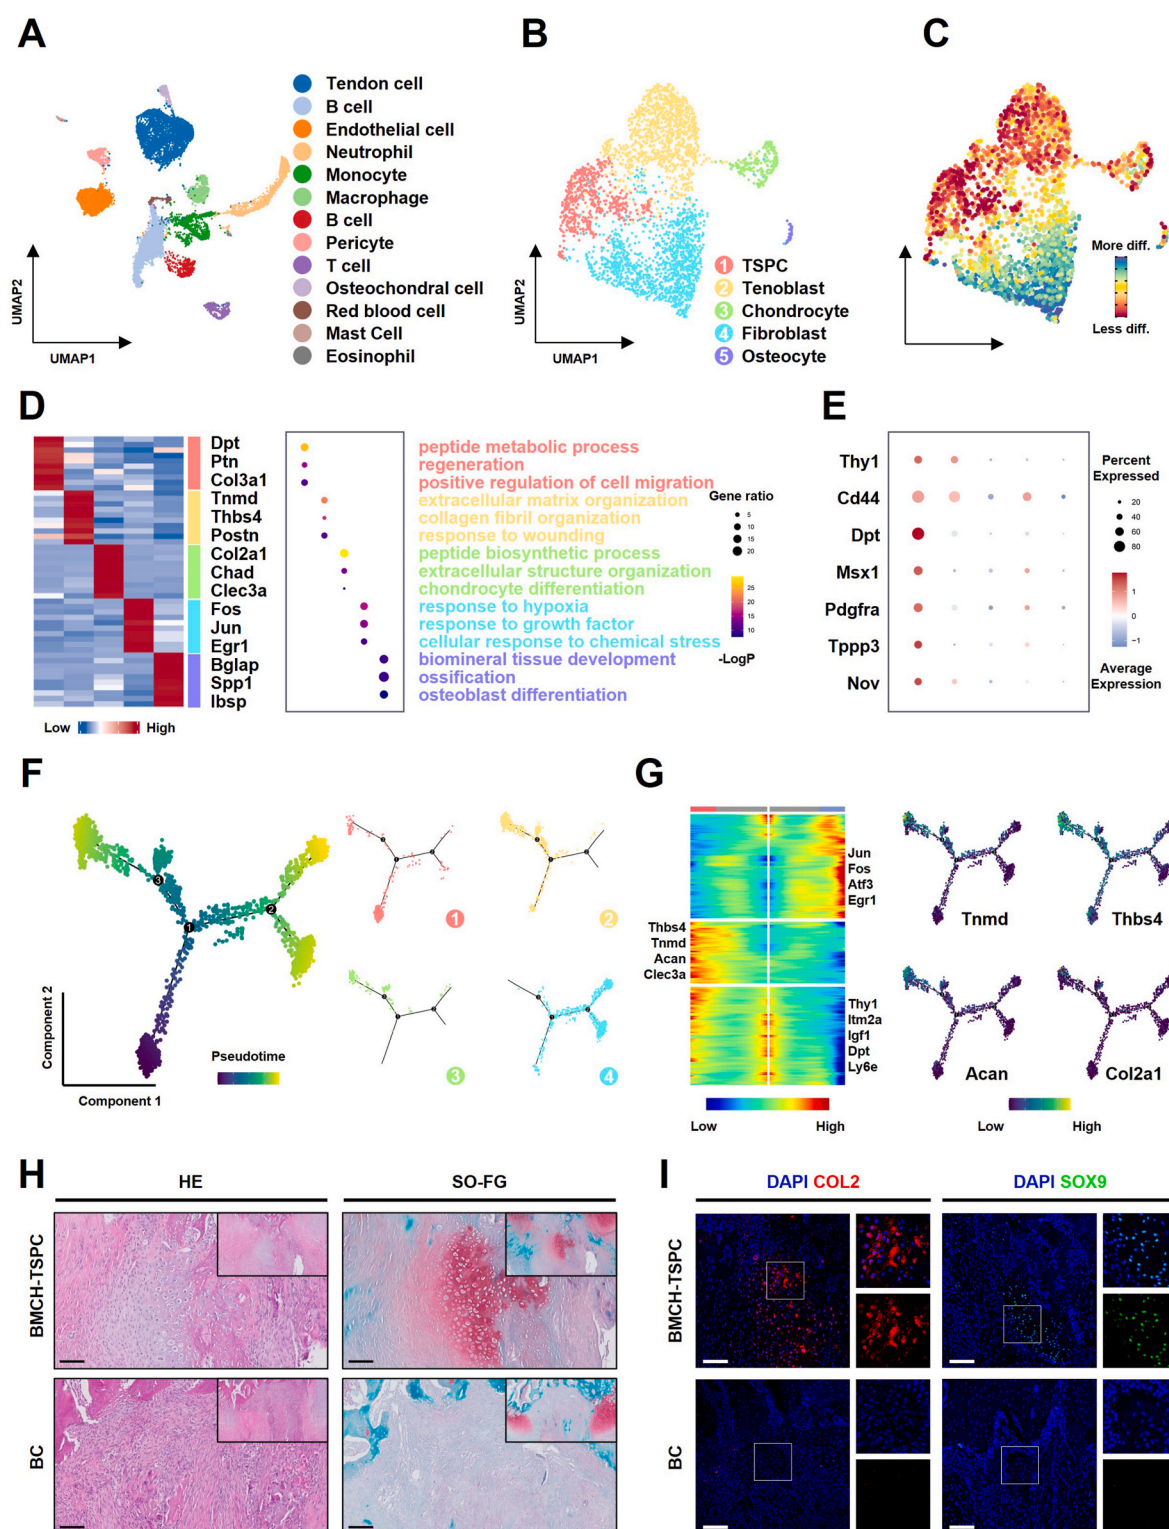 A
Tendon cell
B cell
Endothelial cell
Neutrophil
Monocyte
Macrophage
B cell
Pericyte
T cell
Osteochondral cell
Red blood cell
Mast Cell
Eosinophil
UMAP2
UMAP1
B
1 TSPC
2 Tenoblast
3 Chondrocyte
4 Fibroblast
5 Osteocyte
UMAP2
UMAP1
C
More diff.
Less diff.
D
Dpt
Ptn
Col3a1
Tnmd
Thbs4
Postn
Col2a1
Chad
Clec3a
Fos
Jun
Egr1
Bglap
Spp1
Ibsp
Low High
peptide metabolic process
regeneration
positive regulation of cell migration
extracellular matrix organization
collagen fibril organization
response to wounding
peptide biosynthetic process
extracellular structure organization
chondrocyte differentiation
response to hypoxia
response to growth factor
cellular response to chemical stress
biomineral tissue development
ossification
osteoblast differentiation
Gene ratio
5
10
15
20
25
20
15
10
-LogP
E
Thy1
Cd44
Dpt
Msx1
Pdgfra
Tppp3
Nov
Percent
Expressed
20
40
60
80
1
0
-1
Average
Expression
F
3
1
2
Component 2
Component 1
Pseudotime
1
2
3
4
G
Jun
Fos
Atf3
Egr1
Thbs4
Tnmd
Acan
Clec3a
Thy1
Itm2a
Igf1
Dpt
Ly6e
Low High
Tnmd
Thbs4
Acan
Col2a1
Low High
H
HE
SO-FG
BMCH-TSPC
BC
I
DAPI COL2
DAPI SOX9
BMCH-TSPC
BC